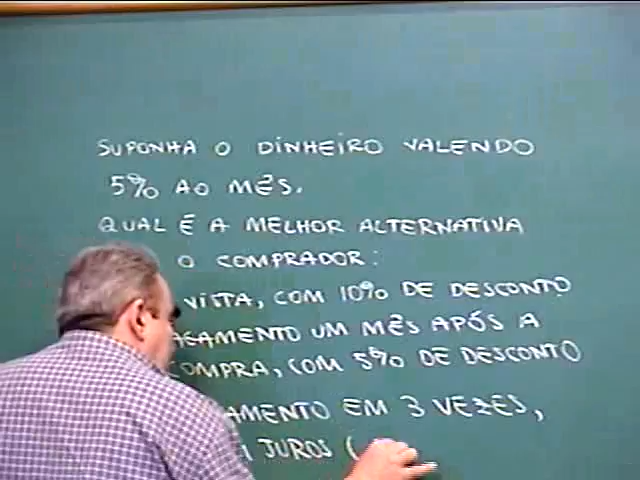 SUPONHA O DINHEIRO VALENDO
5% AO MÊS.
QUAL É A MELHOR ALTERNATIVA
O COMPRADOR:
VISTA, COM 10% DE DESCONTO
AGAMENTO UM MÊS APÓS A
COMPRA, COM 5% DE DESCONTO
AMENTO EM 3 VEZES,
JUROS (